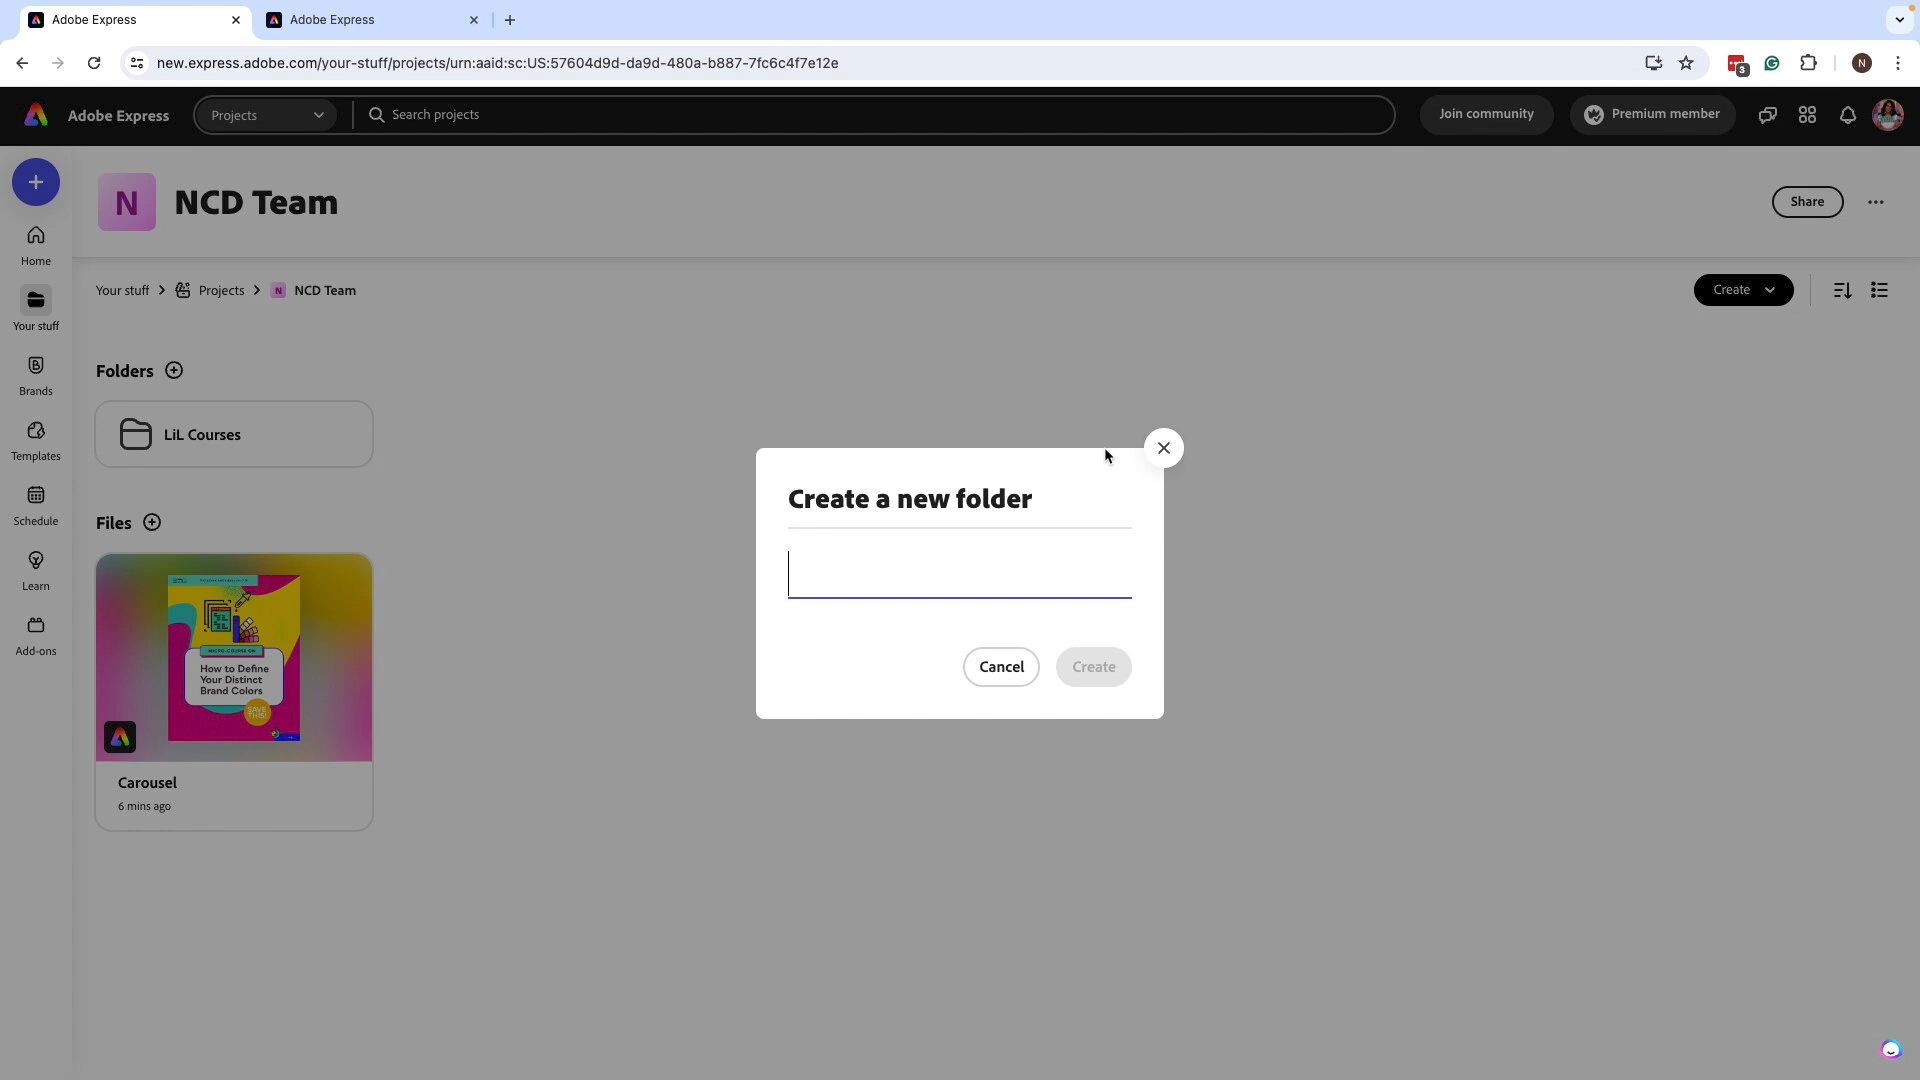 Adobe Express
Adobe Express
new.express.adobe.com/your-stuff/projects/urn:aaid:sc:US:57604d9d-da9d-480a-b887-7fc6c4f7e12e
3
N
Adobe Express
Projects
Search projects
Join community
Premium member
N
NCD Team
Share
Home
Your stuff
Projects
N
NCD Team
Create
Your stuff
Folders
Brands
LiL Courses
Templates
Create a new folder
Schedule
Files
Learn
Add-ons
Cancel
Create
How to Define
Your Distinct
Brand Colors
SAVE
THIS!
Carousel
6 mins ago